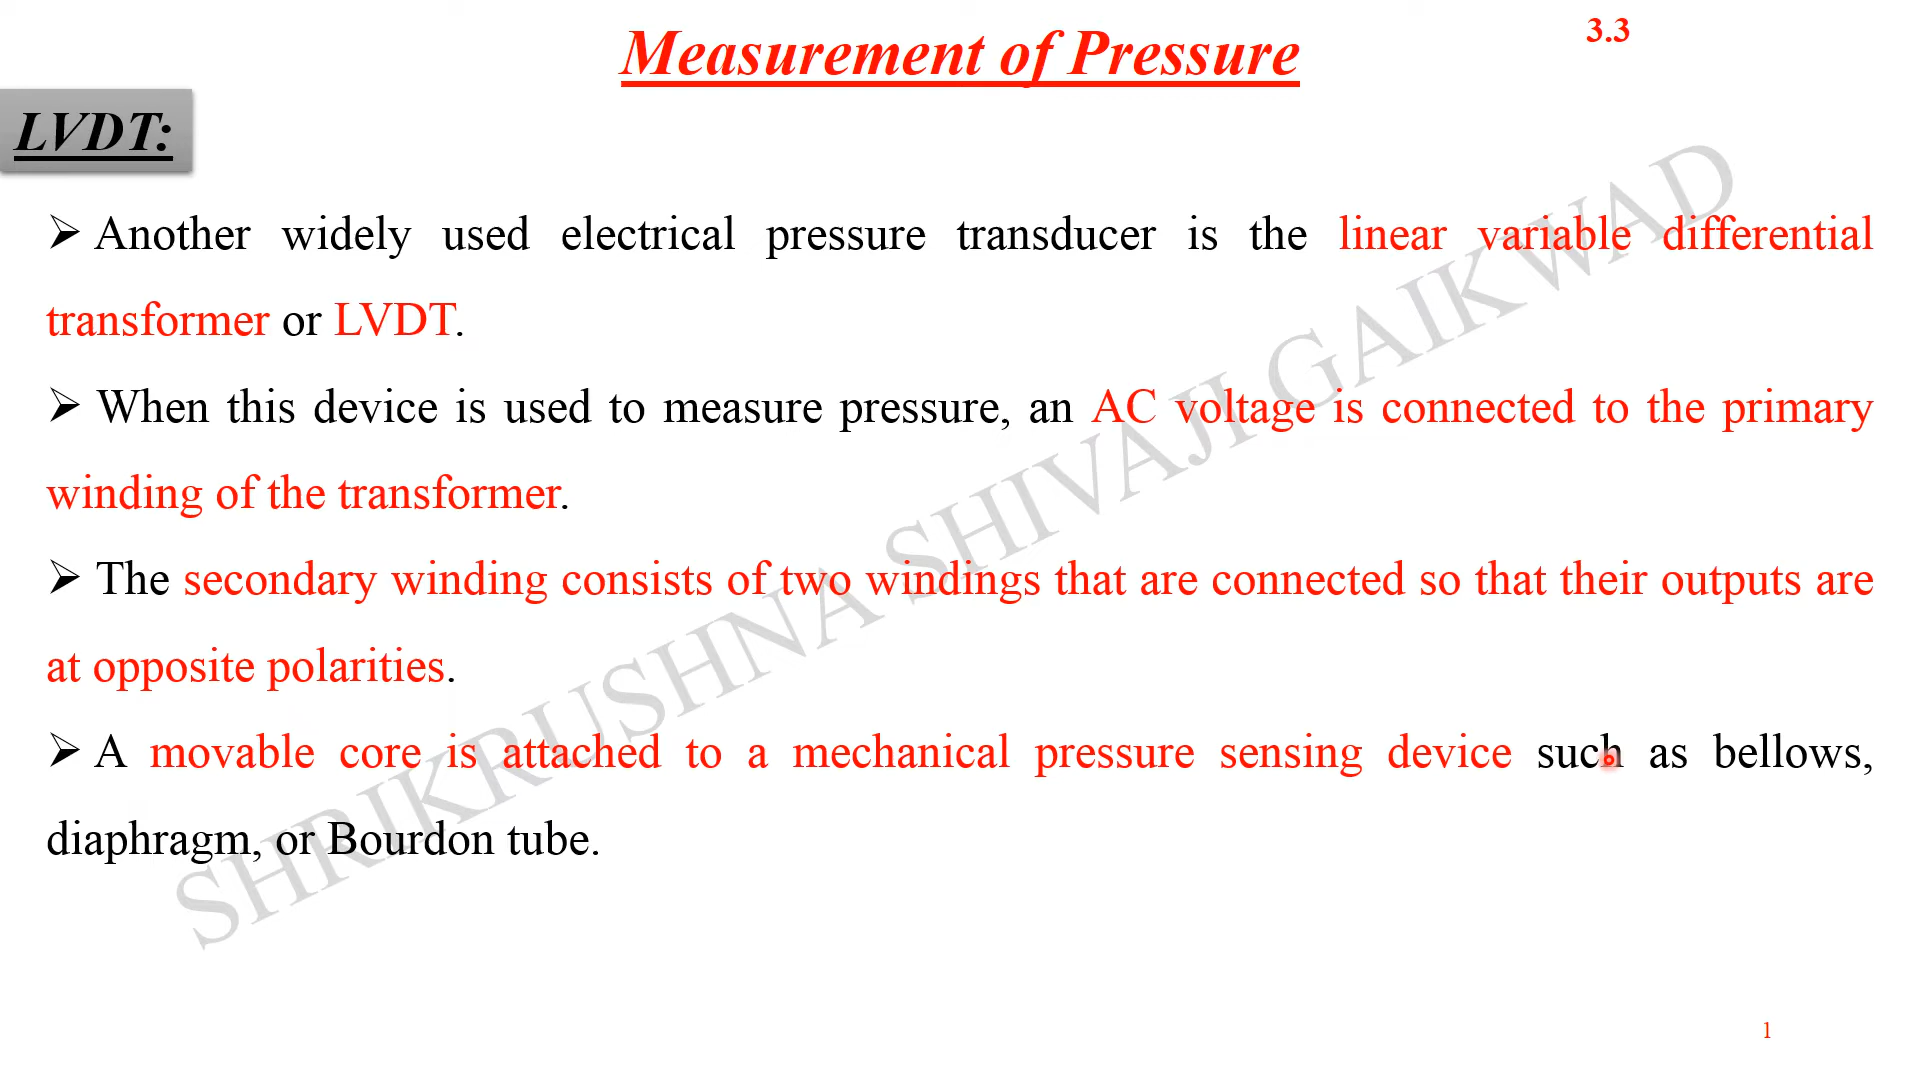 Measurement of Pressure
3.3
LVDT:
➢ Another widely used electrical pressure transducer is the linear variable differential
transformer or LVDT.
➢ When this device is used to measure pressure, an AC voltage is connected to the primary
winding of the transformer.
➢ The secondary winding consists of two windings that are connected so that their outputs are
at opposite polarities.
➢ A movable core is attached to a mechanical pressure sensing device such as bellows,
diaphragm, or Bourdon tube.
SHRIKRUSHNA SHIVAJI GAIKWAD
1